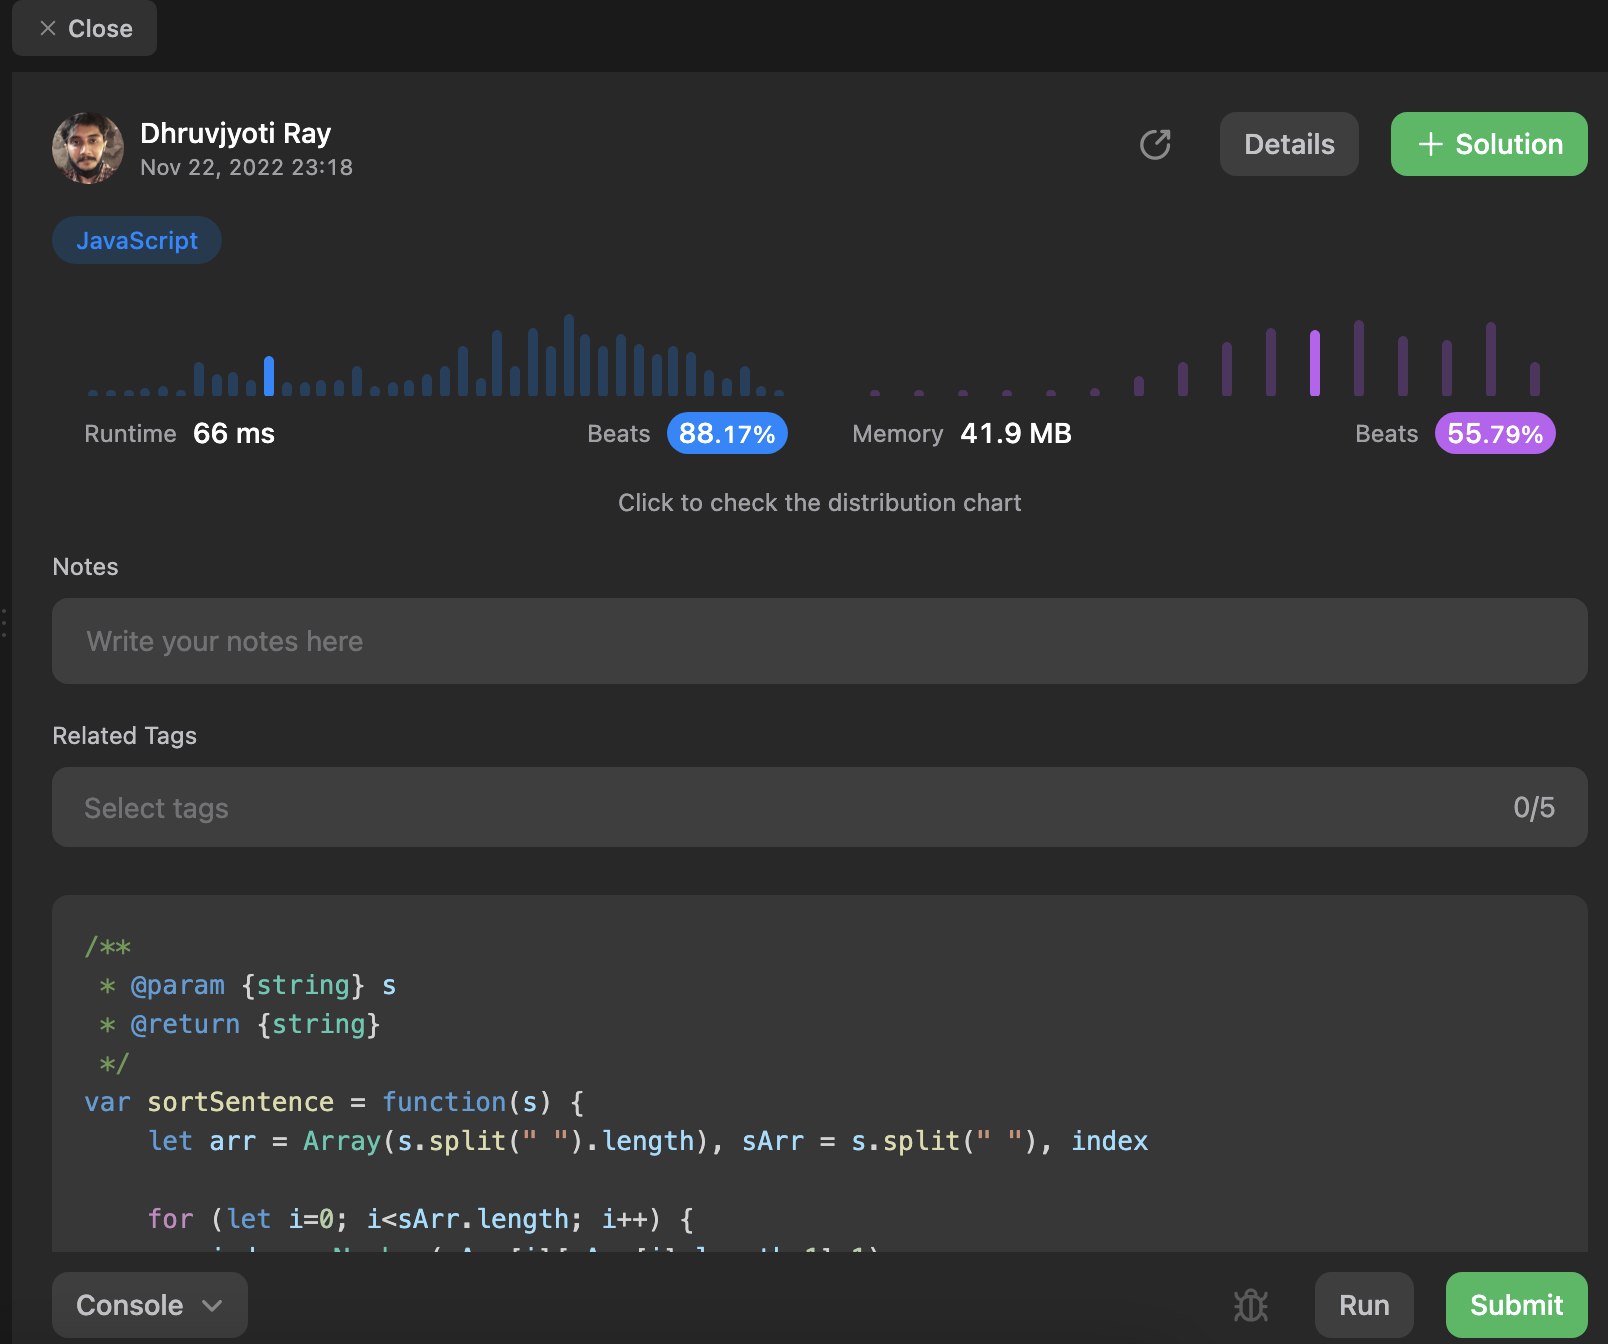 Close
Dhruvjyoti Ray
Nov 22, 2022 23:18
Details
+ Solution
JavaScript
Runtime 66 ms Beats 88.17% Memory 41.9 MB Beats 55.79%
Click to check the distribution chart
Notes
Write your notes here
Related Tags
Select tags 0/5
/**
 * @param {string} s
 * @return {string}
 */
var sortSentence = function(s) {
    let arr = Array(s.split(" ").length), sArr = s.split(" "), index
    for (let i=0; i<sArr.length; i++) {
Console
Run
Submit